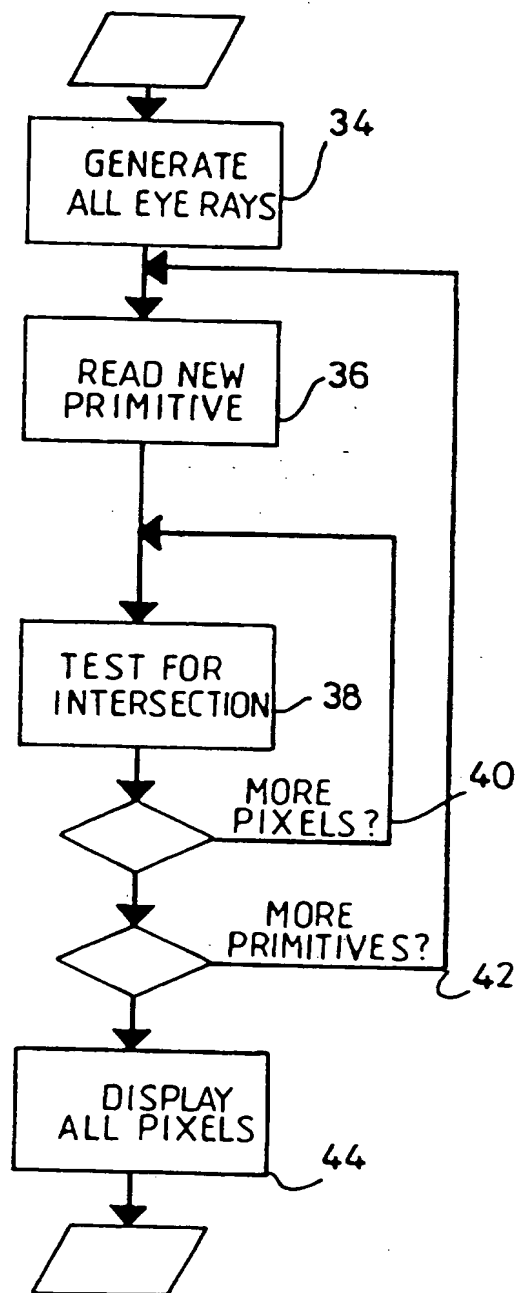 34
GENERATE
ALL EYE RAYS
READ NEW
PRIMITIVE
36
TEST FOR
INTERSECTION
38
MORE
PIXELS?
40
MORE
PRIMITIVES?
42
DISPLAY
ALL PIXELS
44